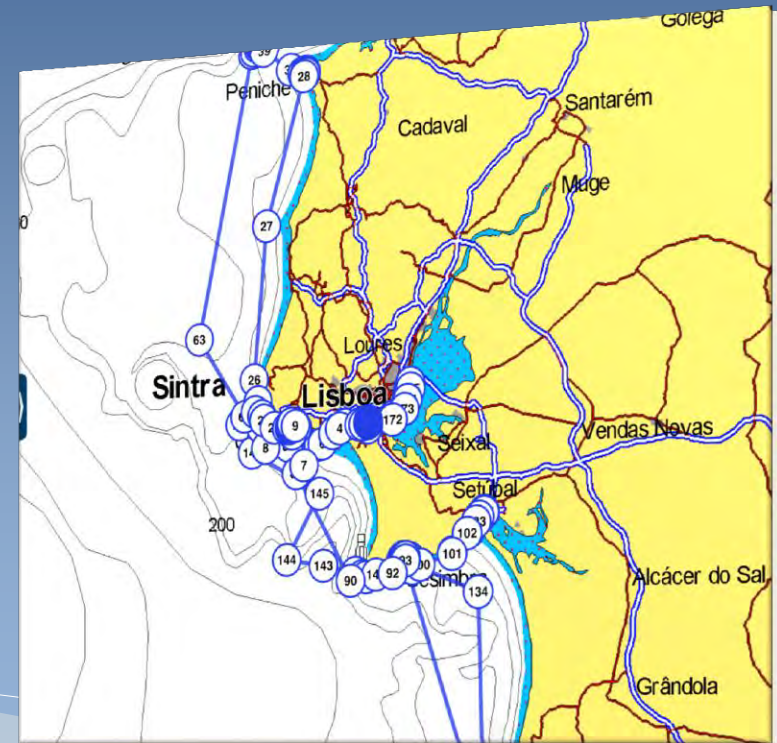 Golegã
39
28
Peniche
Santarém
Cadaval
Muge
27
63
Loures
26
Sintra
Lisboa
9
4
172
Seixal
Vendas Novas
8
7
Setúbal
145
200
102
101
144
143
90
92
134
Alcácer do Sal
Grândola